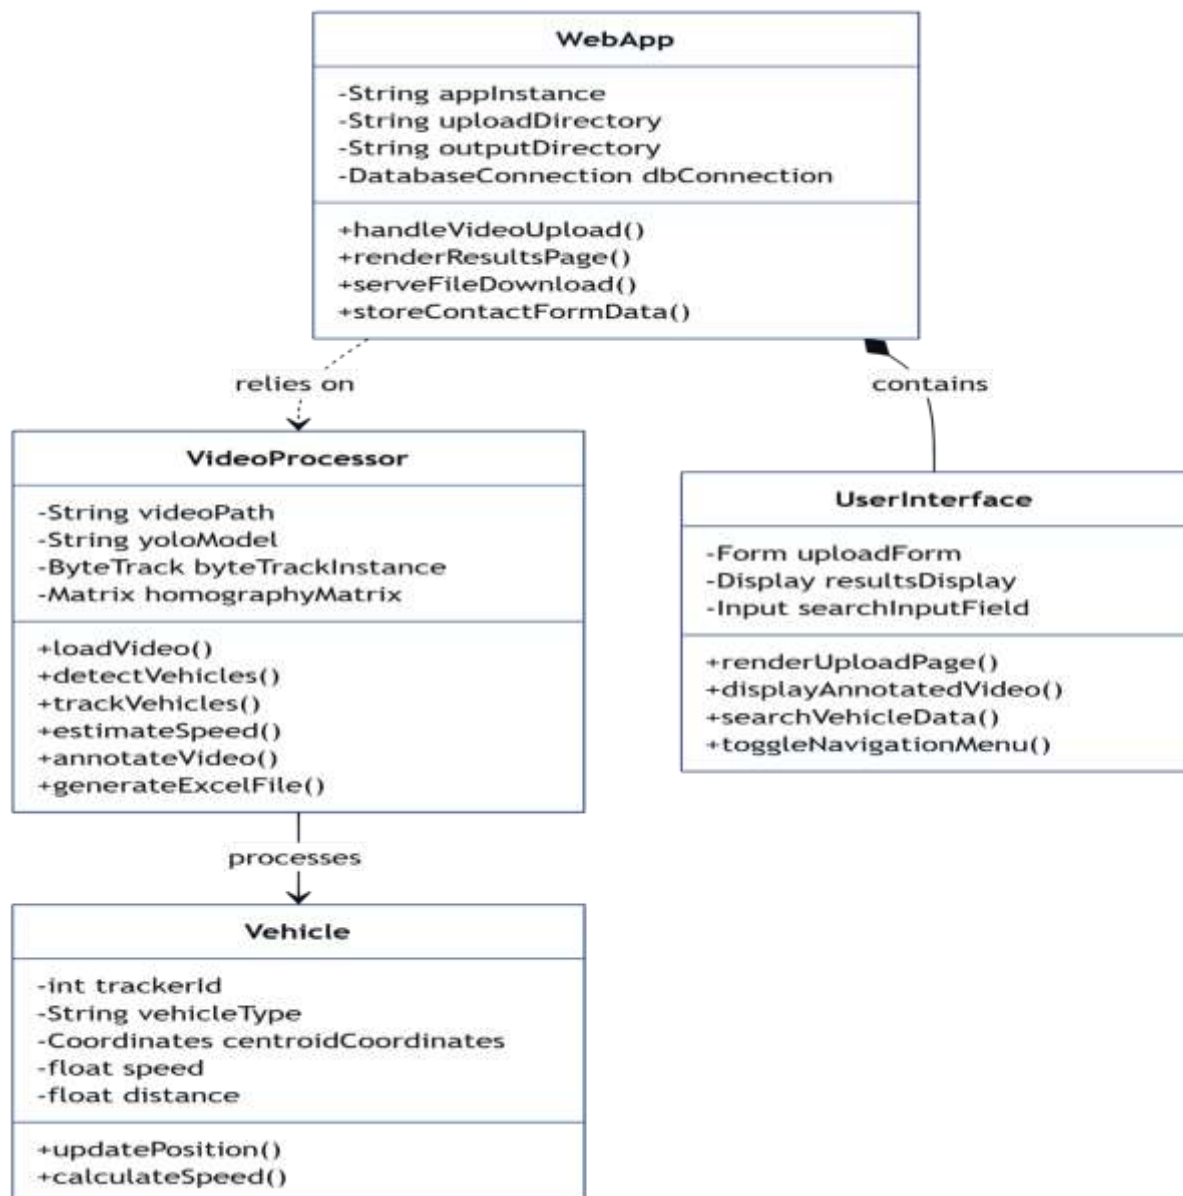 WebApp
-String appInstance
-String uploadDirectory
-String outputDirectory
-DatabaseConnection dbConnection
+handleVideoUpload()
+renderResultsPage()
+serveFileDownload()
+storeContactFormData()
relies on
contains
VideoProcessor
-String videoPath
-String yoloModel
-ByteTrack byteTrackInstance
-Matrix homographyMatrix
+loadVideo()
+detectVehicles()
+trackVehicles()
+estimateSpeed()
+annotateVideo()
+generateExcelFile()
UserInterface
-Form uploadForm
-Display resultsDisplay
-Input searchInputField
+renderUploadPage()
+displayAnnotatedVideo()
+searchVehicleData()
+toggleNavigationMenu()
processes
Vehicle
-int trackerId
-String vehicleType
-Coordinates centroidCoordinates
-float speed
-float distance
+updatePosition()
+calculateSpeed()